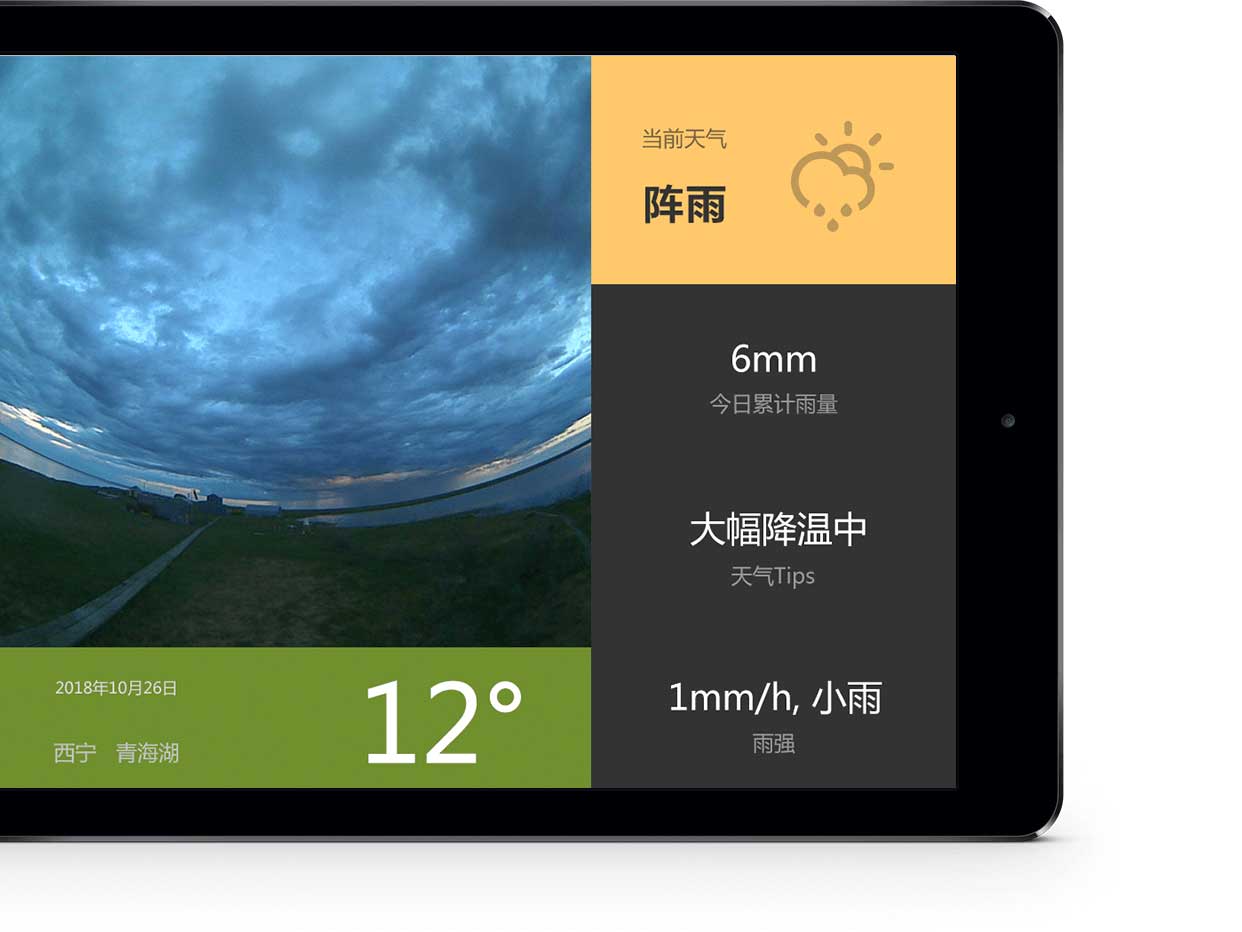 当前天气
阵雨
6mm
今日累计雨量
大幅降温中
天气Tips
1mm/h, 小雨
雨强
2018年10月26日
西宁 青海湖
12°